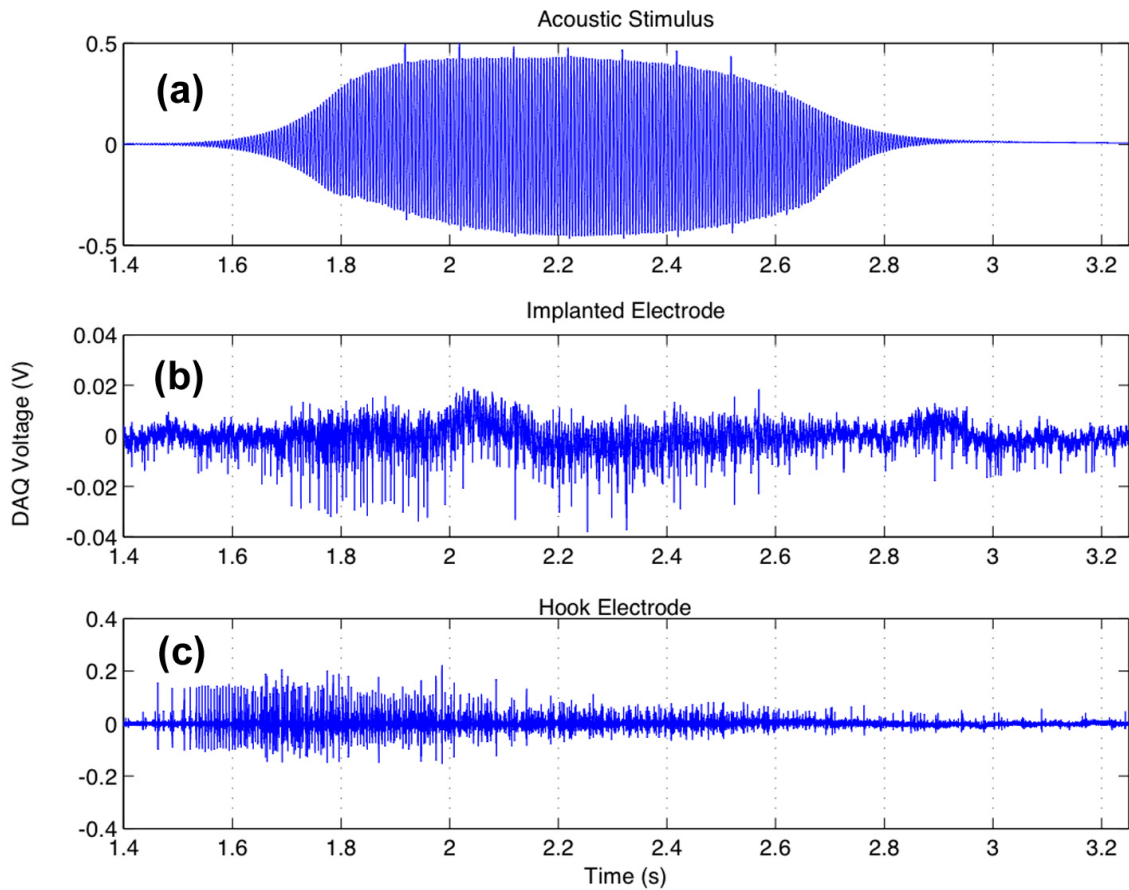 Acoustic Stimulus
0.5
(a)
0
-0.5
1.4 1.6 1.8 2 2.2 2.4 2.6 2.8 3 3.2
Implanted Electrode
0.04
(b)
0.02
0
-0.02
-0.04
1.4 1.6 1.8 2 2.2 2.4 2.6 2.8 3 3.2
DAQ Voltage (V)
Hook Electrode
0.4
(c)
0.2
0
-0.2
-0.4
1.4 1.6 1.8 2 2.2 2.4 2.6 2.8 3 3.2
Time (s)